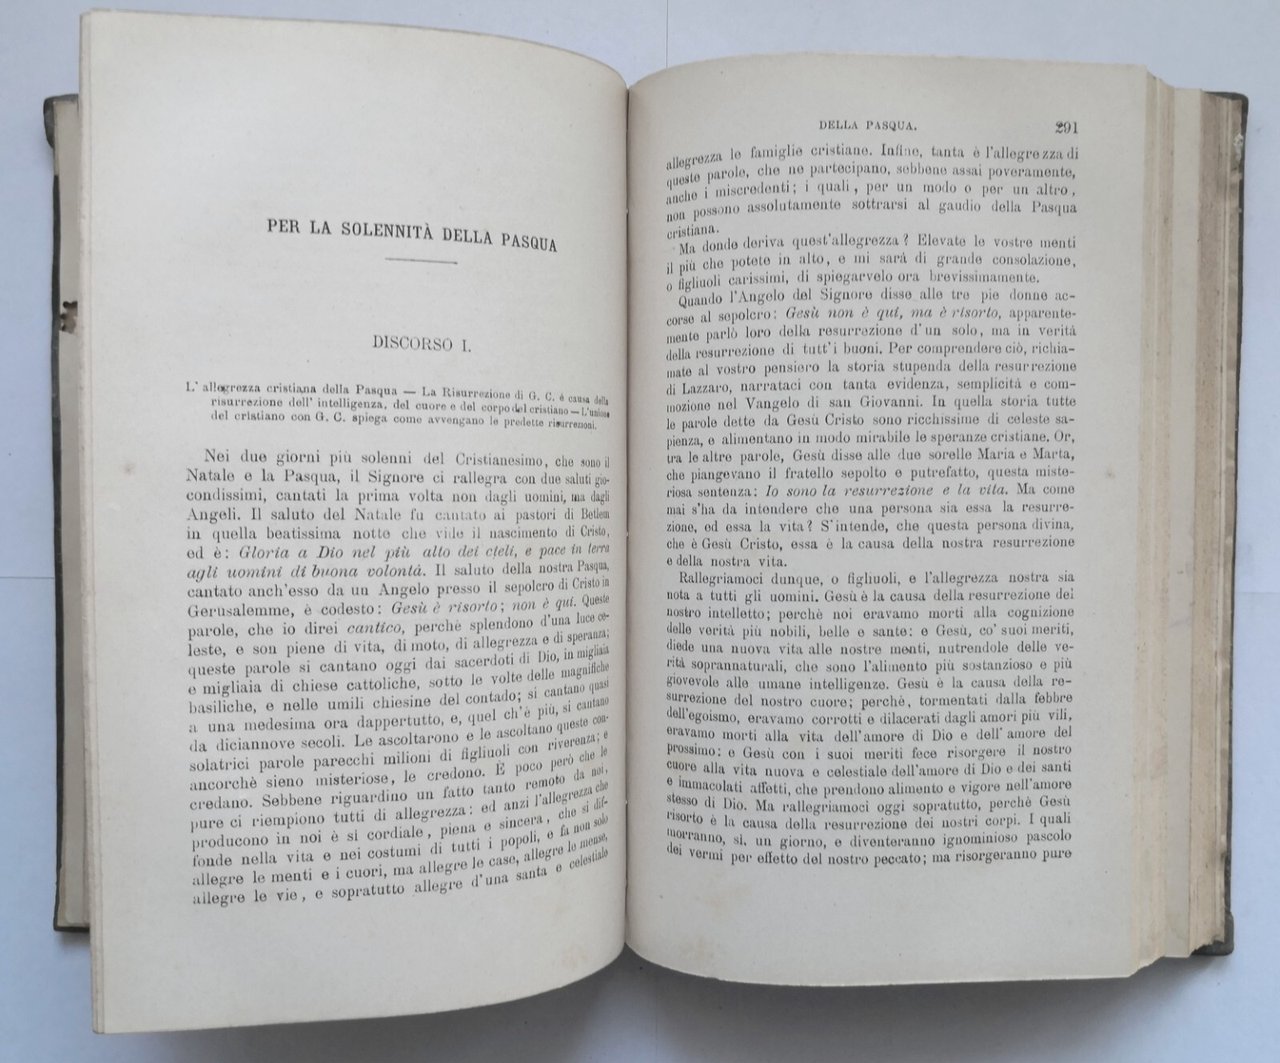 PER LA SOLENNITÀ DELLA PASQUA
DISCORSO I.
L'allegrezza cristiana della Pasqua — La Risurrezione di G. C. è causa della
risurrezione dell'intelligenza, del cuore e del corpo del cristiano — L'unione
del cristiano con G. C. spiega come avvengano le predette risurrezioni.
Nei due giorni più solenni del Cristianesimo, che sono il
Natale e la Pasqua, il Signore ci rallegra con due saluti gio-
condissimi, cantati la prima volta non dagli uomini, ma dagli
Angeli. Il saluto del Natale fu cantato ai pastori di Betleem
in quella beatissima notte che vide il nascimento di Cristo,
ed è: Gloria a Dio nel più alto dei cieli, e pace in terra
agli uomini di buona volontà. Il saluto della nostra Pasqua,
cantato anch'esso da un Angelo presso il sepolcro di Cristo in
Gerusalemme, è codesto: Gesù è risorto; non è qui. Queste
parole, che io direi cantico, perchè splendono d'una luce ce-
leste, e son piene di vita, di moto, di allegrezza e di speranza;
queste parole si cantano oggi dai sacerdoti di Dio, in migliaia
e migliaia di chiese cattoliche, sotto le volte delle magnifiche
basiliche, e nelle umili chiesine del contado; si cantano quasi
a una medesima ora dappertutto, e, quel ch'è più, si cantano
da diciannove secoli. Le ascoltarono e le ascoltano queste con-
solatrici parole parecchi milioni di figliuoli con riverenza; e
ancorchè sieno misteriose, le credono. È poco però che le
credano. Sebbene riguardino un fatto tanto remoto da noi,
pure ci riempiono tutti di allegrezza: ed anzi l'allegrezza che
producono in noi è sì cordiale, piena e sincera, che si dif-
fonde nella vita e nei costumi di tutti i popoli, e fa non solo
allegre le menti e i cuori, ma allegre le case, allegre le mense,
allegre le vie, e sopratutto allegre d'una santa e celestiale
DELLA PASQUA. 291
allegrezza le famiglie cristiane. Infine, tanta è l'allegrezza di
queste parole, che ne partecipano, sebbene assai poveramente,
anche i miscredenti; i quali, per un modo o per un altro,
non possono assolutamente sottrarsi al gaudio della Pasqua
cristiana.
Ma donde deriva quest'allegrezza? Elevate le vostre menti
il più che potete in alto, e mi sarà di grande consolazione,
o figliuoli carissimi, di spiegarvelo ora brevissimamente.
Quando l'Angelo del Signore disse alle tre pie donne ac-
corse al sepolcro: Gesù non è qui, ma è risorto, apparente-
mente parlò loro della resurrezione d'un solo, ma in verità
della resurrezione di tutt'i buoni. Per comprendere ciò, richia-
mate al vostro pensiero la storia stupenda della resurrezione
di Lazzaro, narrataci con tanta evidenza, semplicità e com-
mozione nel Vangelo di san Giovanni. In quella storia tutte
le parole dette da Gesù Cristo sono ricchissime di celeste sa-
pienza, e alimentano in modo mirabile le speranze cristiane. Or,
tra le altre parole, Gesù disse alle due sorelle Maria e Marta,
che piangevano il fratello sepolto e putrefatto, questa miste-
riosa sentenza: Io sono la resurrezione e la vita. Ma come
mai s'ha da intendere che una persona sia essa la resurre-
zione, ed essa la vita? S'intende, che questa persona divina,
che è Gesù Cristo, essa è la causa della nostra resurrezione
e della nostra vita.
Rallegriamoci dunque, o figliuoli, e l'allegrezza nostra sia
nota a tutti gli uomini. Gesù è la causa della resurrezione del
nostro intelletto; perchè noi eravamo morti alla cognizione
delle verità più nobili, belle e sante: e Gesù, co' suoi meriti,
diede una nuova vita alle nostre menti, nutrendole delle ve-
rità soprannaturali, che sono l'alimento più sostanzioso e più
giovevole alle umane intelligenze. Gesù è la causa della re-
surrezione del nostro cuore; perchè, tormentati dalla febbre
dell'egoismo, eravamo corrotti e dilacerati dagli amori più vili,
eravamo morti alla vita dell'amore di Dio e dell'amore del
prossimo: e Gesù con i suoi meriti fece risorgere il nostro
cuore alla vita nuova e celestiale dell'amore di Dio e dei santi
e immacolati affetti, che prendono alimento e vigore nell'amore
stesso di Dio. Ma rallegriamoci oggi sopratutto, perchè Gesù
risorto è la causa della resurrezione dei nostri corpi. I quali
morranno, sì, un giorno, e diventeranno ignominioso pascolo
dei vermi per effetto del nostro peccato; ma risorgeranno pure